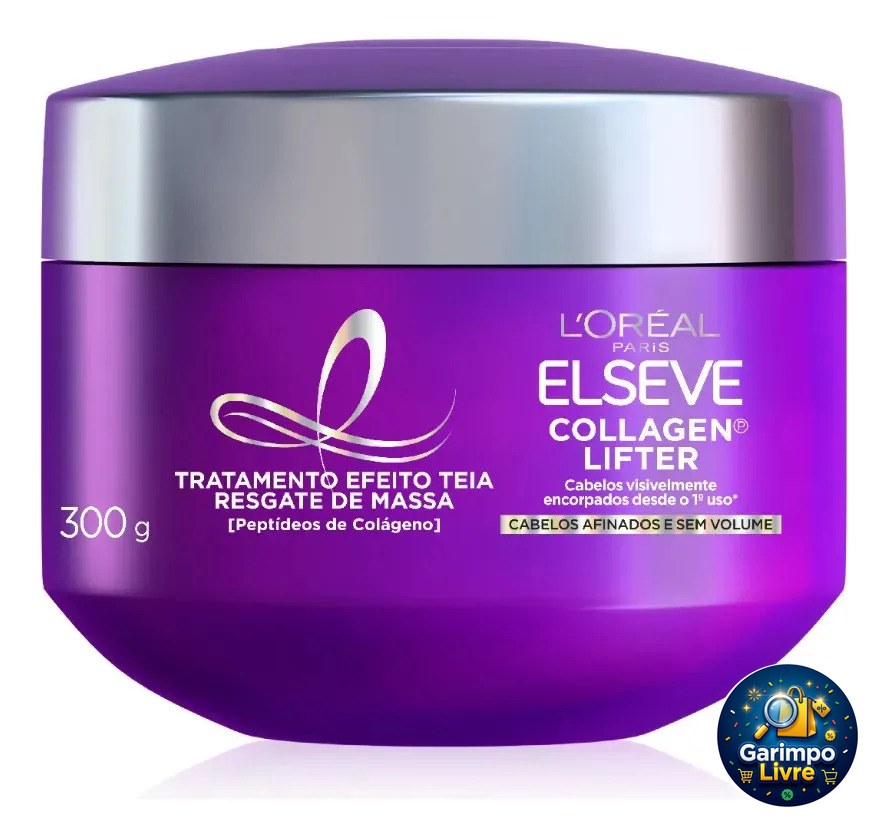 L'ORÉAL
PARIS
ELSEVE
COLLAGEN℗
LIFTER
Cabelos visivelmente
encorpados desde o 1º uso*
CABELOS AFINADOS E SEM VOLUME
TRATAMENTO EFEITO TEIA
RESGATE DE MASSA
[Peptídeos de Colágeno]
300 g
Garimpo
Livre